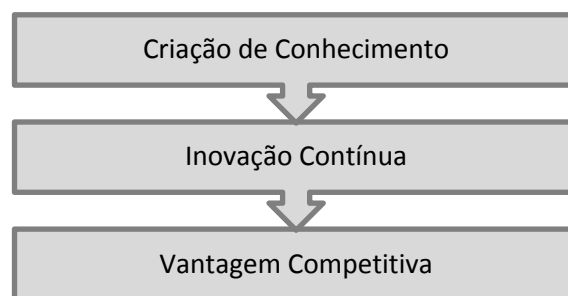 Criação de Conhecimento
Inovação Contínua
Vantagem Competitiva